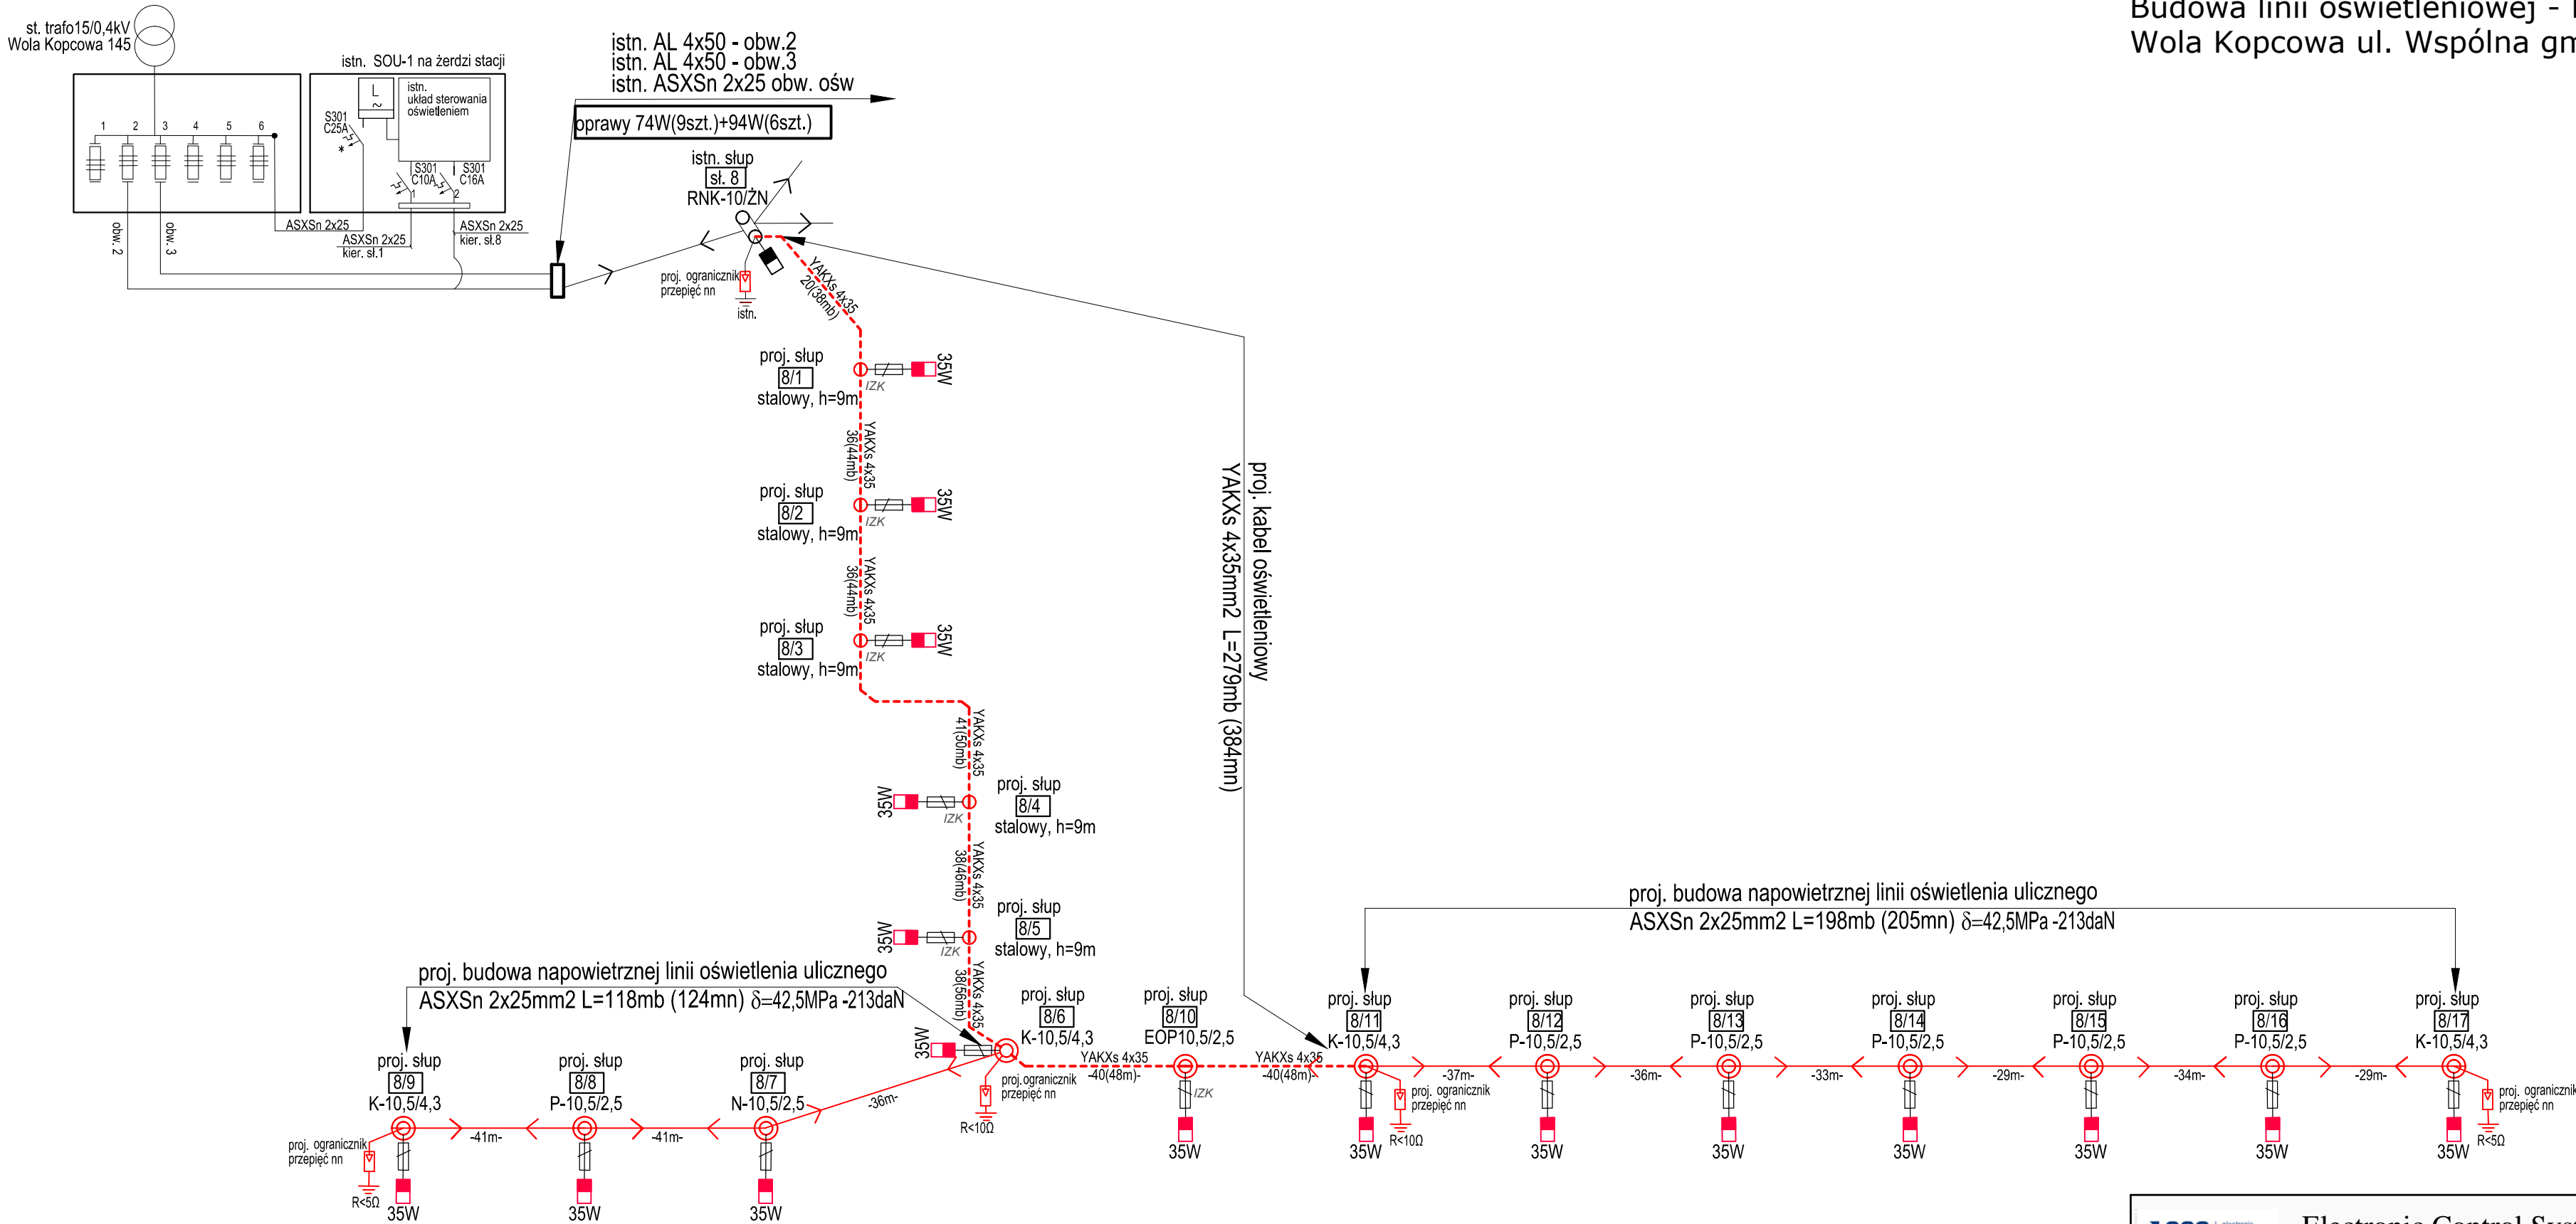 Budowa linii oświetleniowej -
Wola Kopcowa ul. Wspólna
st. trafo15/0,4kV
Wola Kopcowa 145
1 2 3 4 5 6
obw. 2
obw. 3
ASXSn 2x25
istn. SOU-1 na żerdzi stacji
L
~
istn.
układ sterowania
oświetleniem
S301
C25A
*
S301
C10A
1
S301
C16A
2
ASXSn 2x25
kier. sł.1
ASXSn 2x25
kier. sł.8
istn. AL 4x50 - obw.2
istn. AL 4x50 - obw.3
istn. ASXSn 2x25 obw. ośw
oprawy 74W(9szt.)+94W(6szt.)
istn. słup
sł. 8
RNK-10/ŻN
proj. ogranicznik
przepięć nn
istn.
YAKXs 4x35
20(38mb)
proj. słup
8/1
stalowy, h=9m
IZK
35W
YAKXs 4x35
36(44mb)
proj. słup
8/2
stalowy, h=9m
IZK
35W
YAKXs 4x35
36(44mb)
proj. słup
8/3
stalowy, h=9m
IZK
35W
proj. kabel oświetleniowy
YAKXs 4x35mm2 L=279mb (384mn)
YAKXs 4x35
41(50mb)
35W
IZK
proj. słup
8/4
stalowy, h=9m
YAKXs 4x35
38(46mb)
35W
IZK
proj. słup
8/5
stalowy, h=9m
YAKXs 4x35
38(56mb)
proj. budowa napowietrznej linii oświetlenia ulicznego
ASXSn 2x25mm2 L=118mb (124mn) δ=42,5MPa -213daN
proj. budowa napowietrznej linii oświetlenia ulicznego
ASXSn 2x25mm2 L=198mb (205mn) δ=42,5MPa -213daN
proj. słup
8/9
K-10,5/4,3
proj. ogranicznik
przepięć nn
R<5Ω
35W
-41m-
proj. słup
8/8
P-10,5/2,5
35W
-41m-
proj. słup
8/7
N-10,5/2,5
35W
-36m-
35W
proj. słup
8/6
K-10,5/4,3
proj.ogranicznik
przepięć nn
R<10Ω
YAKXs 4x35
-40(48m)-
proj. słup
8/10
EOP10,5/2,5
IZK
35W
YAKXs 4x35
-40(48m)-
proj. słup
8/11
K-10,5/4,3
proj. ogranicznik
przepięć nn
R<10Ω
35W
-37m-
proj. słup
8/12
P-10,5/2,5
35W
-36m-
proj. słup
8/13
P-10,5/2,5
35W
-33m-
proj. słup
8/14
P-10,5/2,5
35W
-29m-
proj. słup
8/15
P-10,5/2,5
35W
-34m-
proj. słup
8/16
P-10,5/2,5
35W
-29m-
proj. słup
8/17
K-10,5/4,3
proj. ogranicznik
przepięć nn
R<5Ω
35W
Electronic Control